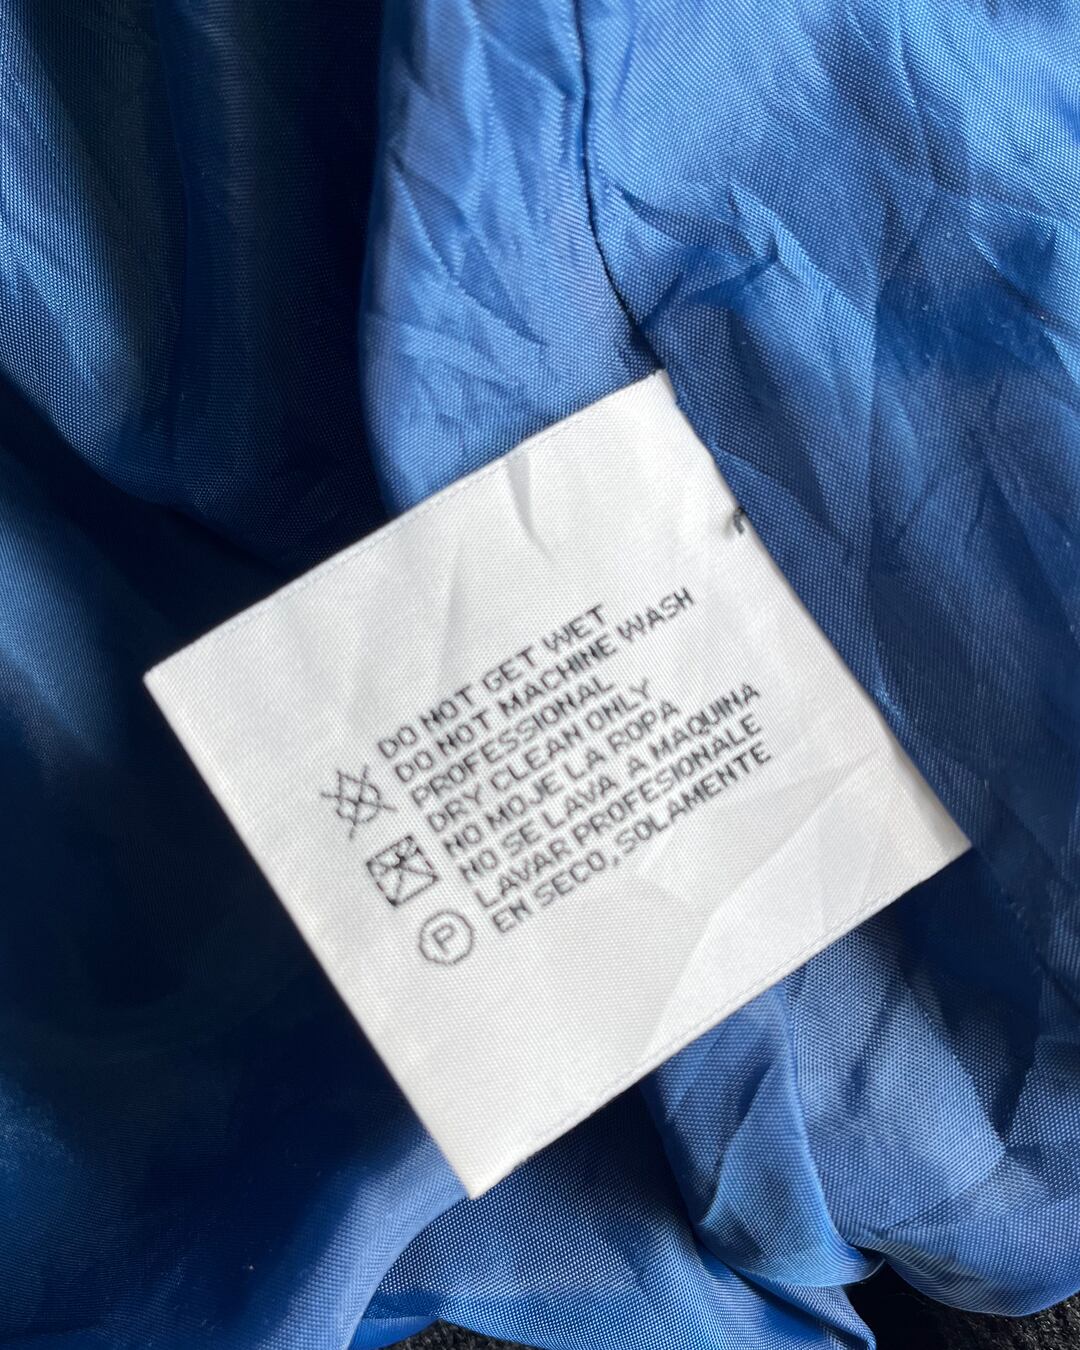 DO NOT GET WET
DO NOT MACHINE WASH
PROFESSIONAL
DRY CLEAN ONLY
NO MOJE LA ROPA
NO SE LAVA A MAQUINA
LAVAR PROFESIONALE
EN SECO, SOLAMENTE
P